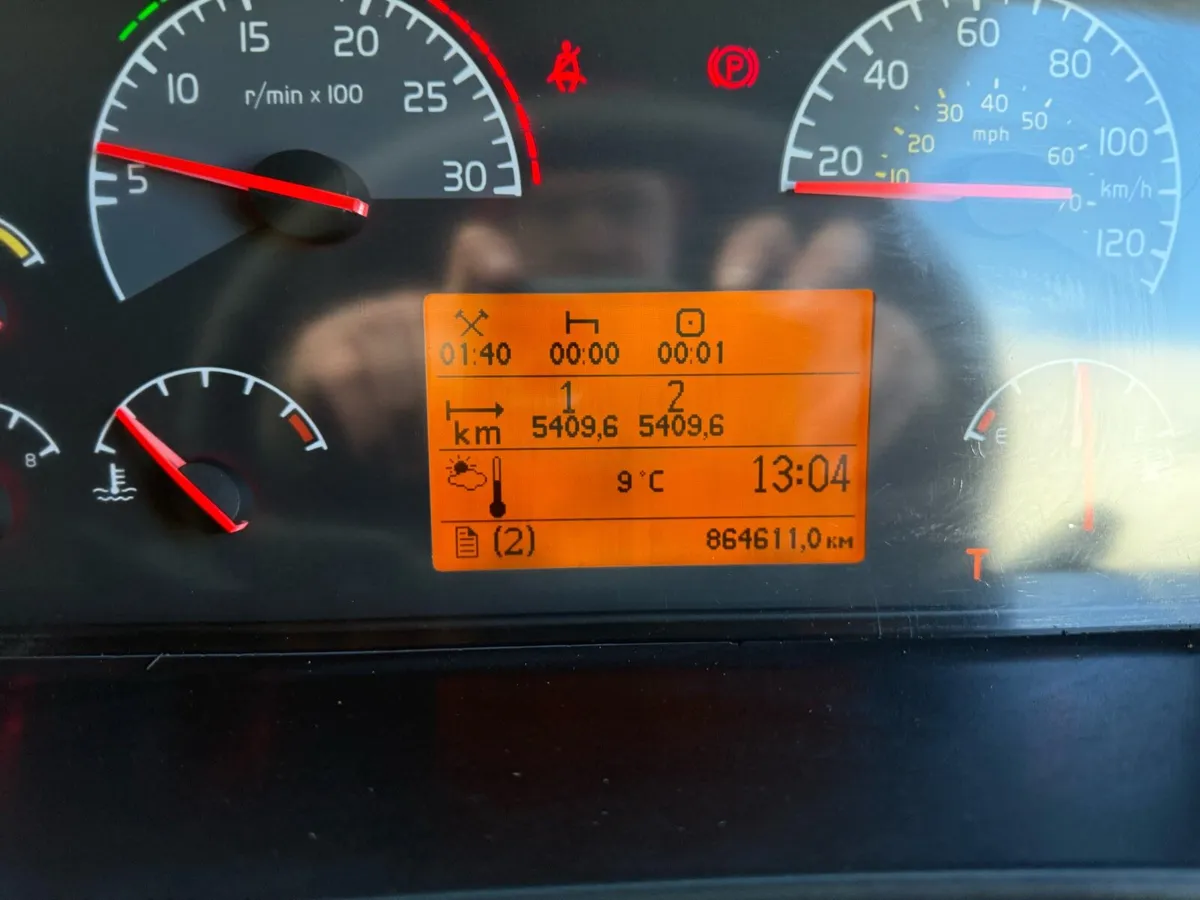 15 20
10 r/min x 100 25
5 30
P
60
40 80
30 40 50
mph
20 20 60 100
10 km/h
70
120
01:40 00:00 00:01
1 2
km 5409,6 5409,6
9°C 13:04
(2) 864611,0 км
8
E
T